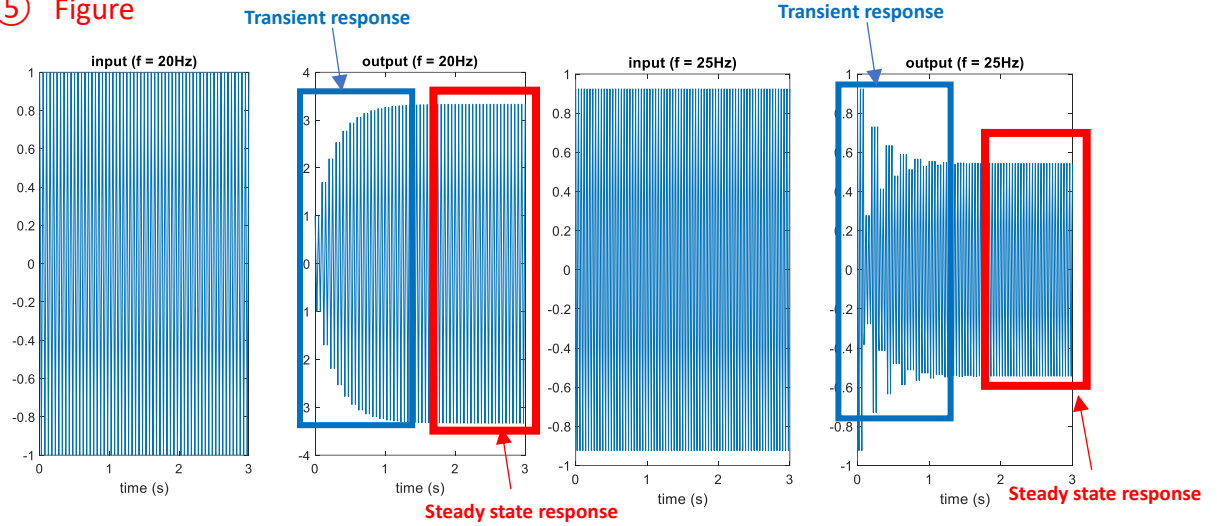 ⑤ Figure
Transient response
Transient response
input (f = 20Hz)
1
0.8
0.6
0.4
0.2
0
-0.2
-0.4
-0.6
-0.8
-1
0 1 2 3
time (s)
output (f = 20Hz)
4
3
2
1
0
1
2
3
-4
0 1 2 3
time (s)
Steady state response
input (f = 25Hz)
1
0.8
0.6
0.4
0.2
0
-0.2
-0.4
-0.6
-0.8
-1
0 1 2 3
time (s)
output (f = 25Hz)
1
0.8
0.6
0.4
0.2
0
-0.2
-0.4
-0.6
-0.8
-1
0 1 2 3
time (s)
Steady state response